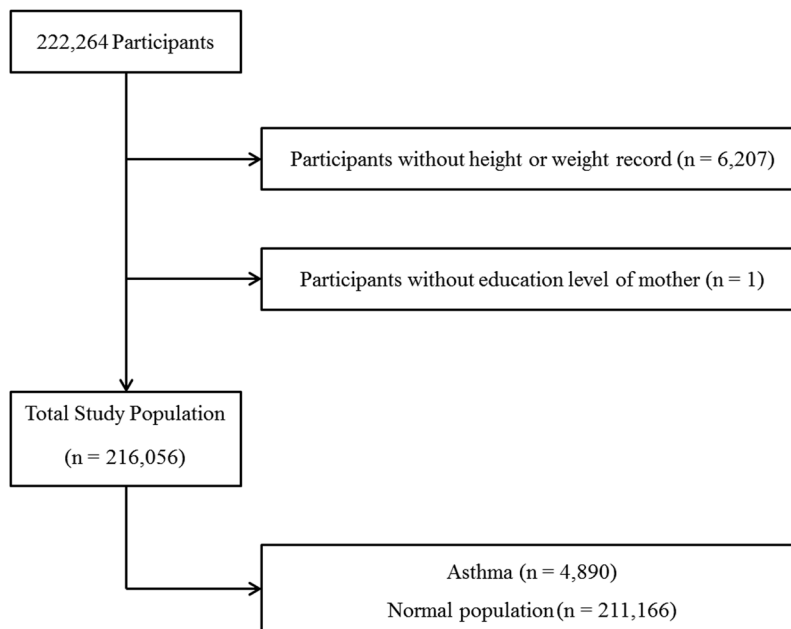 222,264 Participants
Participants without height or weight record (n = 6,207)
Participants without education level of mother (n = 1)
Total Study Population
(n = 216,056)
Asthma (n = 4,890)
Normal population (n = 211,166)